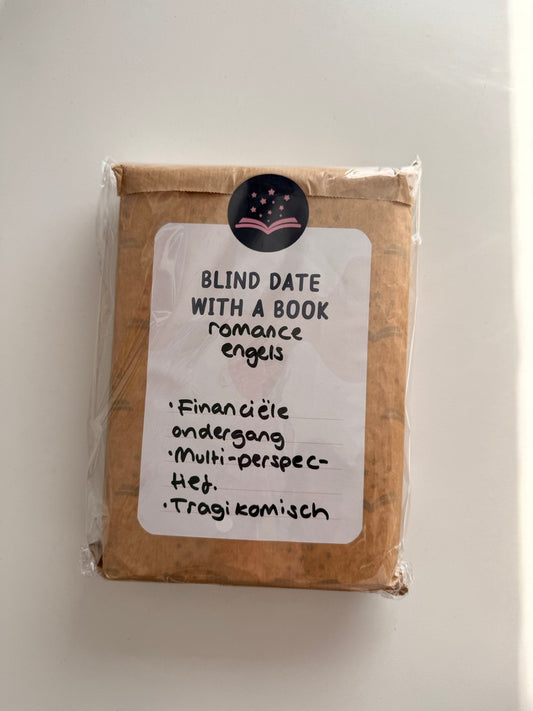 BLIND DATE
WITH A BOOK
romance
engels
• Financiële
ondergang
• Multi-perspec-
tief.
• Tragikomisch